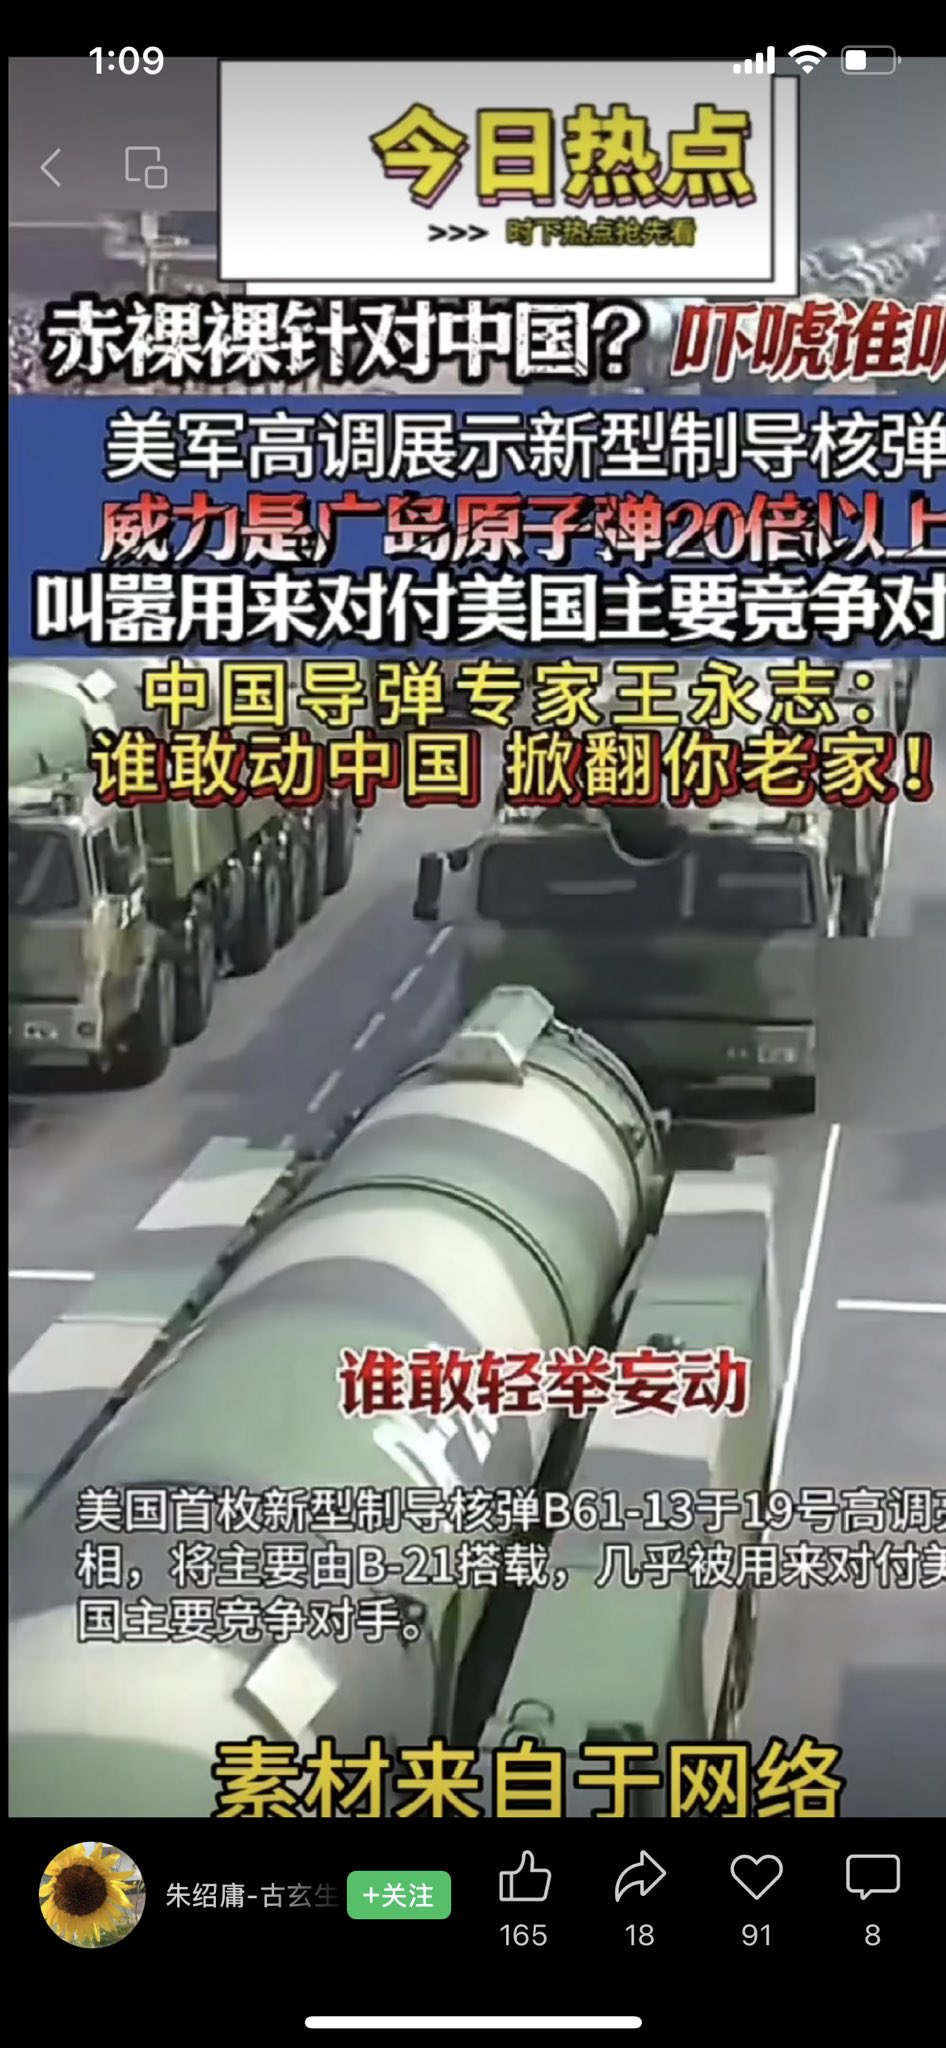 1:09
今日热点
>>> 时下热点抢先看
赤裸裸针对中国？吓唬谁呢
美军高调展示新型制导核弹
威力是广岛原子弹20倍以上
叫嚣用来对付美国主要竞争对
中国导弹专家王永志：
谁敢动中国 掀翻你老家！
谁敢轻举妄动
美国首枚新型制导核弹B61-13于19号高调亮
相，将主要由B-21搭载，几乎被用来对付美
国主要竞争对手。
素材来自于网络
朱绍庸-古玄生
+关注
165
18
91
8